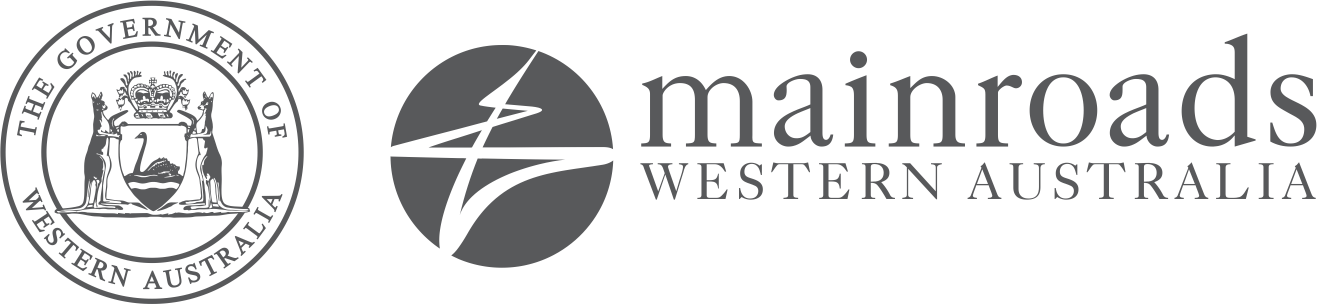 THE GOVERNMENT OF
WESTERN AUSTRALIA
mainroads
WESTERN AUSTRALIA